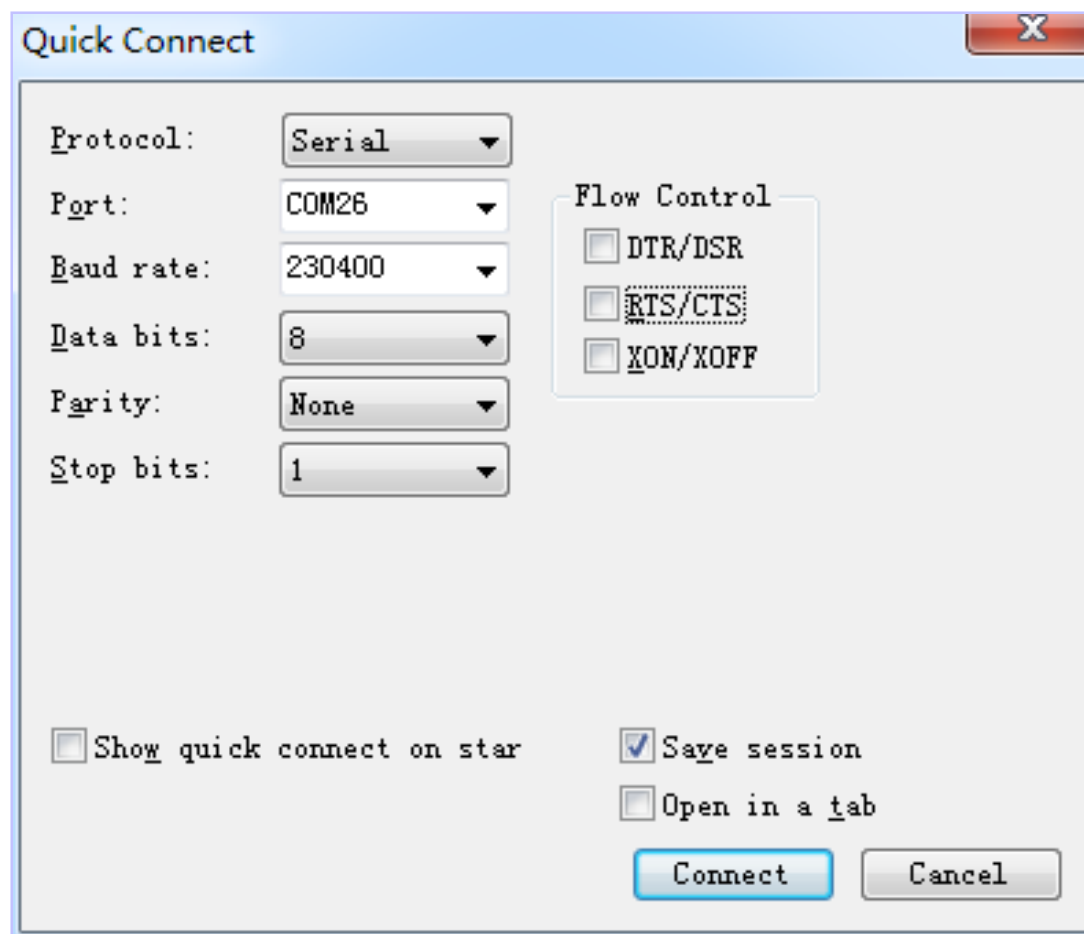 Quick Connect
Protocol: Serial
Port: COM26
Baud rate: 230400
Data bits: 8
Parity: None
Stop bits: 1
Flow Control
DTR/DSR
RTS/CTS
XON/XOFF
Show quick connect on star
Save session
Open in a tab
Connect Cancel